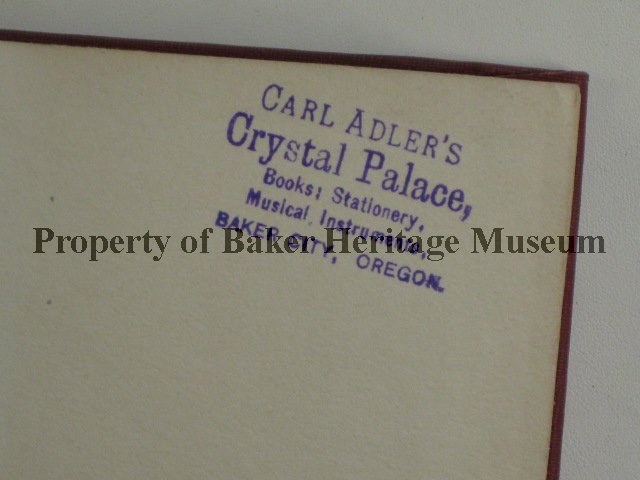 CARL ADLER'S
Crystal Palace,
Books; Stationery,
Musical Instruments,
BAKER CITY, OREGON.
Property of Baker Heritage Museum